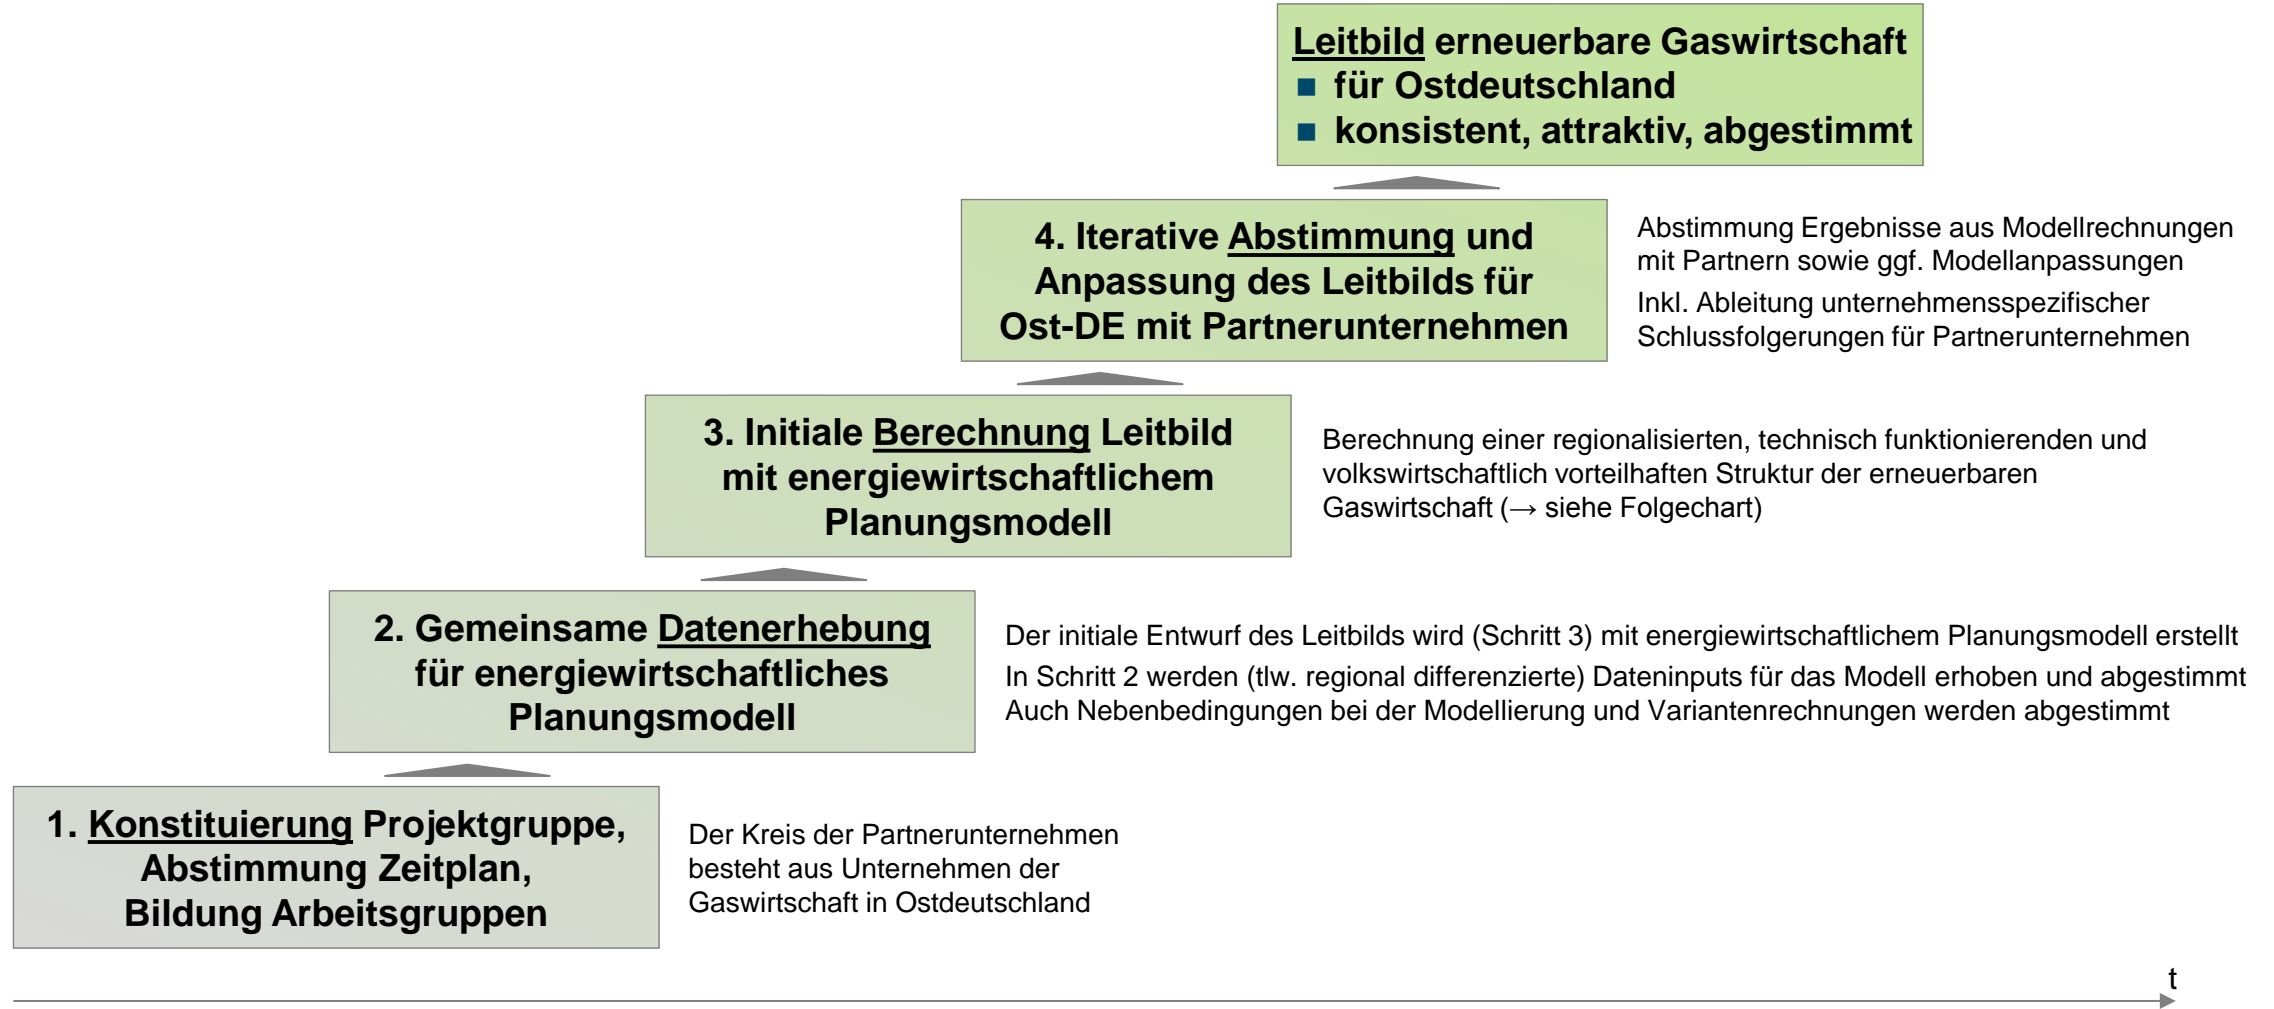 Leitbild erneuerbare Gaswirtschaft
■ für Ostdeutschland
■ konsistent, attraktiv, abgestimmt
4. Iterative Abstimmung und
Anpassung des Leitbilds für
Ost-DE mit Partnerunternehmen
Abstimmung Ergebnisse aus Modellrechnungen
mit Partnern sowie ggf. Modellanpassungen
Inkl. Ableitung unternehmensspezifischer
Schlussfolgerungen für Partnerunternehmen
3. Initiale Berechnung Leitbild
mit energiewirtschaftlichem
Planungsmodell
Berechnung einer regionalisierten, technisch funktionierenden und
volkswirtschaftlich vorteilhaften Struktur der erneuerbaren
Gaswirtschaft (→ siehe Folgechart)
2. Gemeinsame Datenerhebung
für energiewirtschaftliches
Planungsmodell
Der initiale Entwurf des Leitbilds wird (Schritt 3) mit energiewirtschaftlichem Planungsmodell erstellt
In Schritt 2 werden (tlw. regional differenzierte) Dateninputs für das Modell erhoben und abgestimmt
Auch Nebenbedingungen bei der Modellierung und Variantenrechnungen werden abgestimmt
1. Konstituierung Projektgruppe,
Abstimmung Zeitplan,
Bildung Arbeitsgruppen
Der Kreis der Partnerunternehmen
besteht aus Unternehmen der
Gaswirtschaft in Ostdeutschland
t